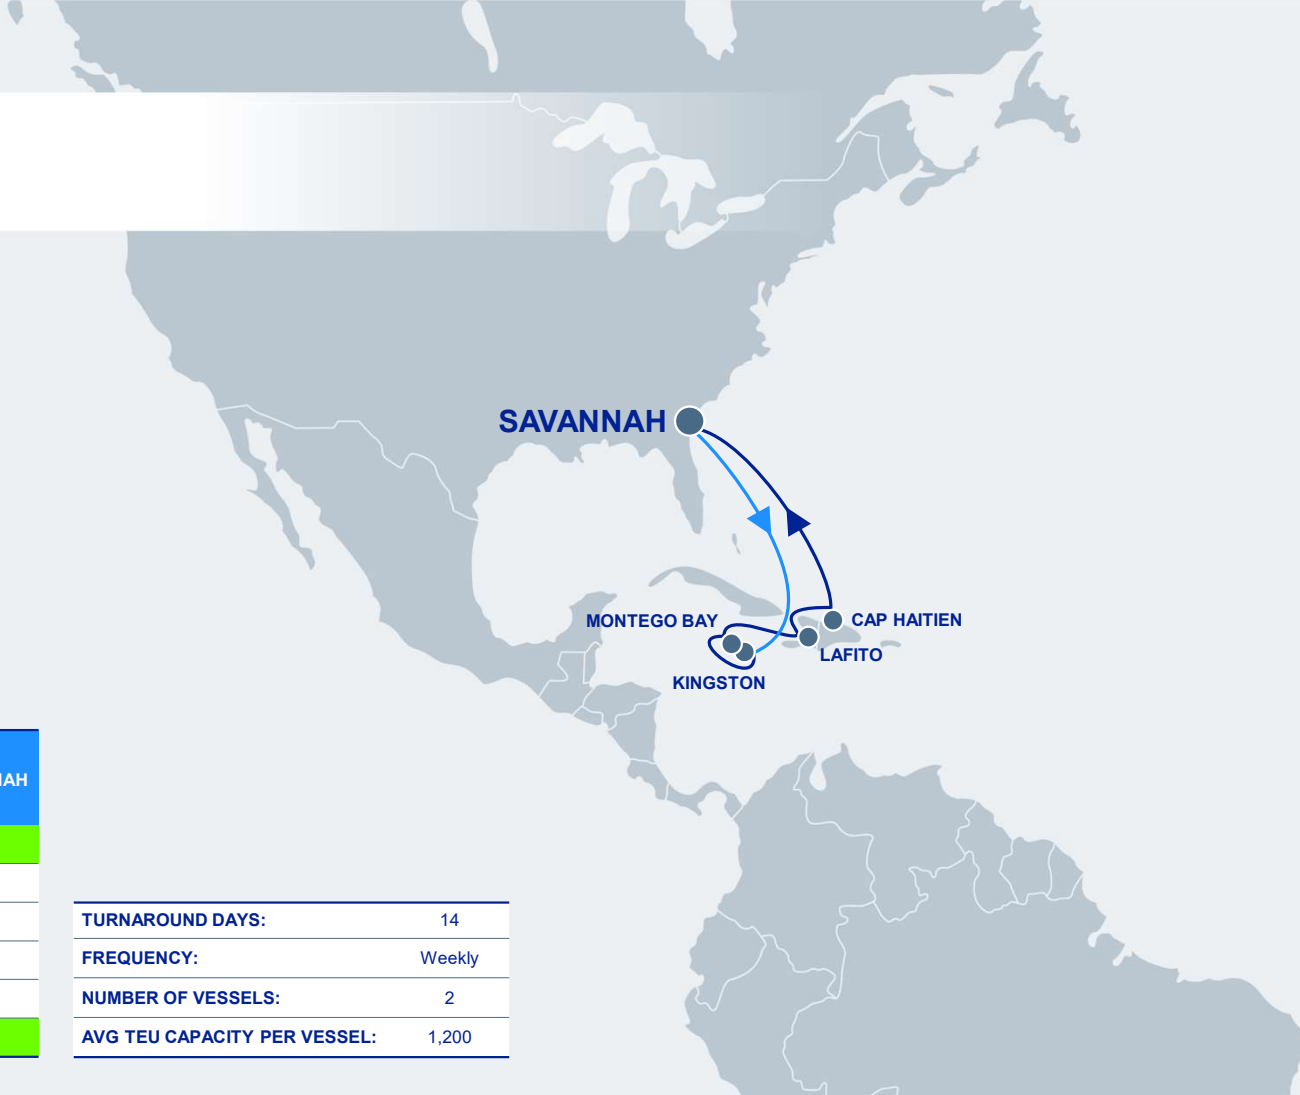 SAVANNAH
MONTEGO BAY
CAP HAITIEN
LAFITO
KINGSTON
TURNAROUND DAYS: 14
FREQUENCY: Weekly
NUMBER OF VESSELS: 2
AVG TEU CAPACITY PER VESSEL: 1,200